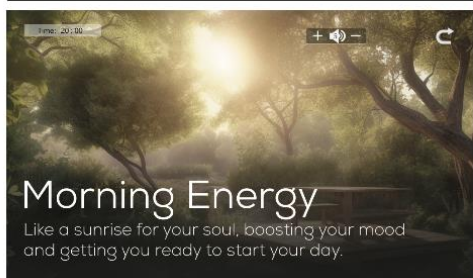 Time: 20:00
+ −
Morning Energy
Like a sunrise for your soul, boosting your mood
and getting you ready to start your day.